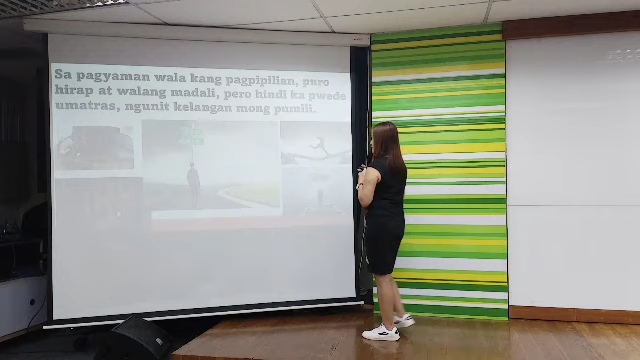 Sa pagyaman wala kang pagpipilian, puro
hirap at walang madali, pero hindi ka pwede
umatras, ngunit kelangan mong pumili.